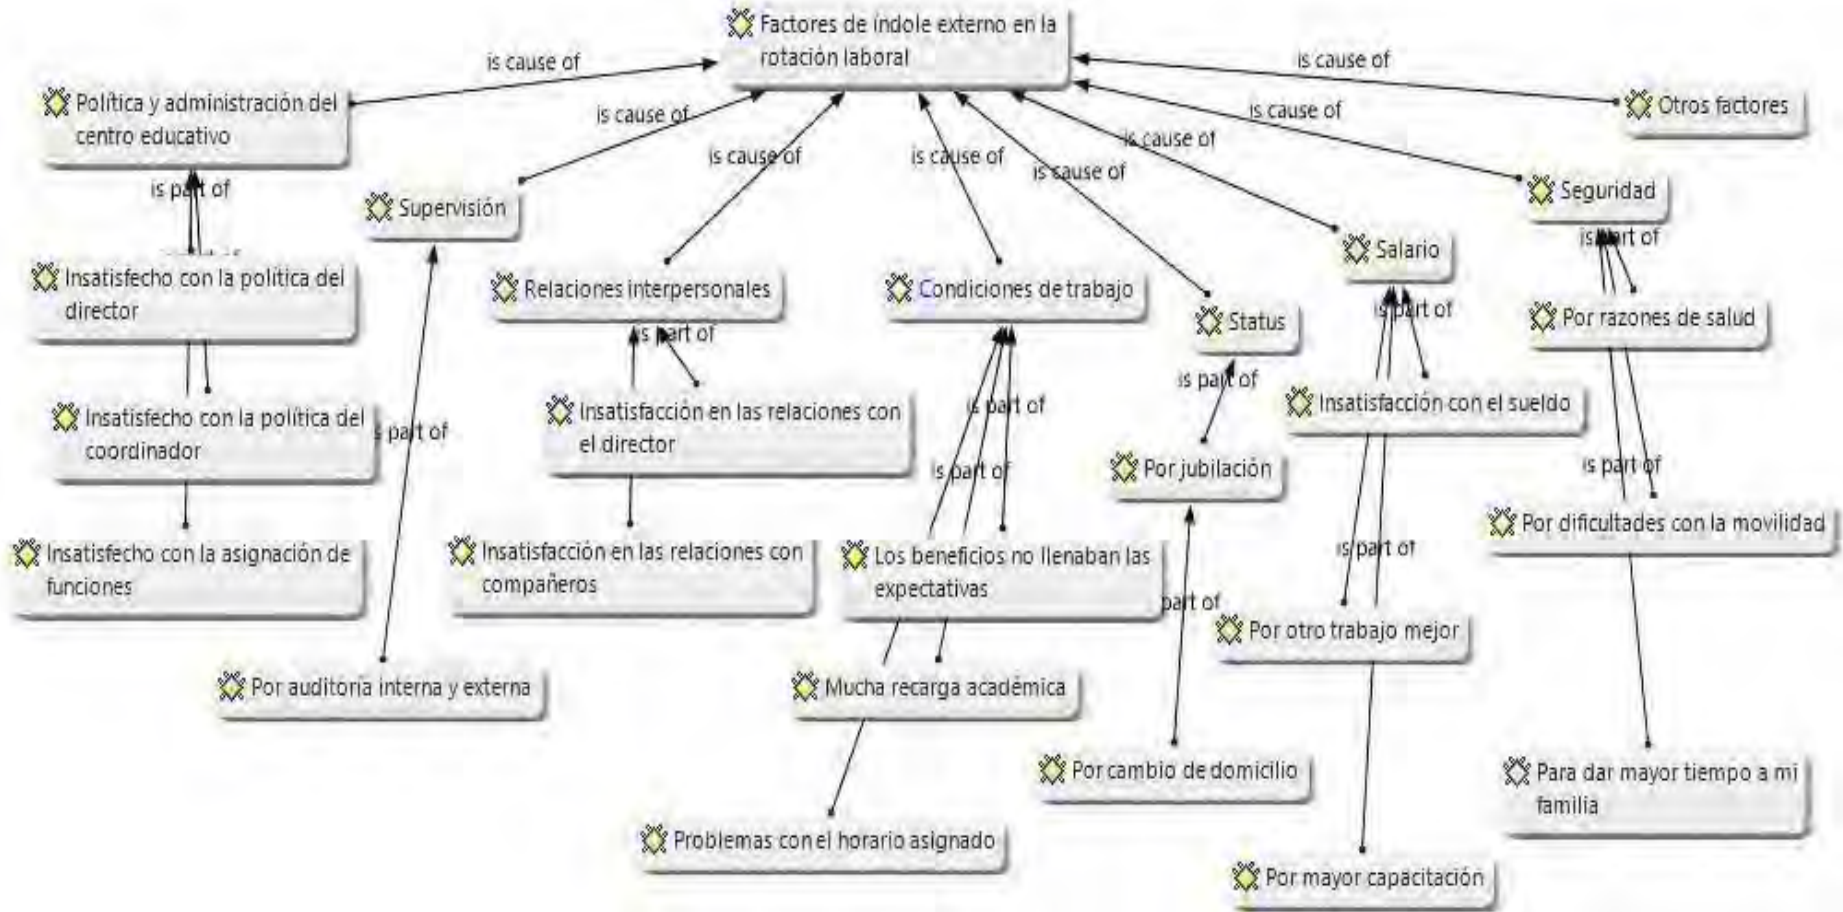 Factores de índole externo en la
rotación laboral
is cause of
is cause of
is cause of
is cause of
is cause of
is cause of
is cause of
is cause of
Política y administración del
centro educativo
Otros factores
is part of
Supervisión
Seguridad
is part of
Salario
Insatisfecho con la política del
director
Relaciones interpersonales
Condiciones de trabajo
Status
is part of
Por razones de salud
is part of
is part of
Insatisfacción con el sueldo
is part of
Insatisfecho con la política del
coordinador
s part of
Insatisfacción en las relaciones con
el director
is part of
Por jubilación
is part of
Por dificultades con la movilidad
Insatisfecho con la asignación de
funciones
Insatisfacción en las relaciones con
compañeros
Los beneficios no llenaban las
expectativas
is part of
part of
Por otro trabajo mejor
Por auditoría interna y externa
Mucha recarga académica
Por cambio de domicilio
Para dar mayor tiempo a mi
familia
Problemas con el horario asignado
Por mayor capacitación